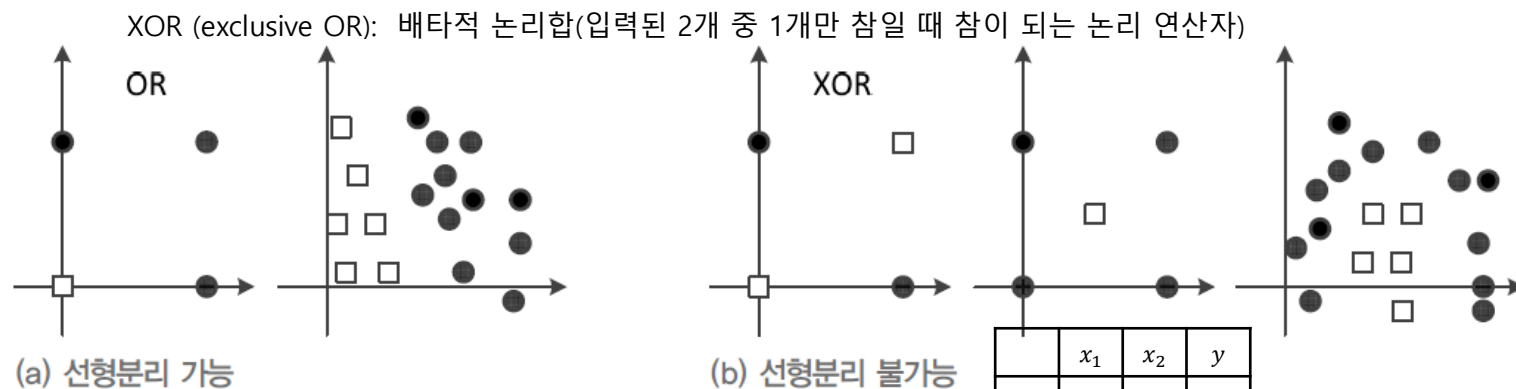 XOR (exclusive OR): 배타적 논리합(입력된 2개 중 1개만 참일 때 참이 되는 논리 연산자)
OR
XOR
(a) 선형분리 가능
(b) 선형분리 불가능
x₁ x₂ y